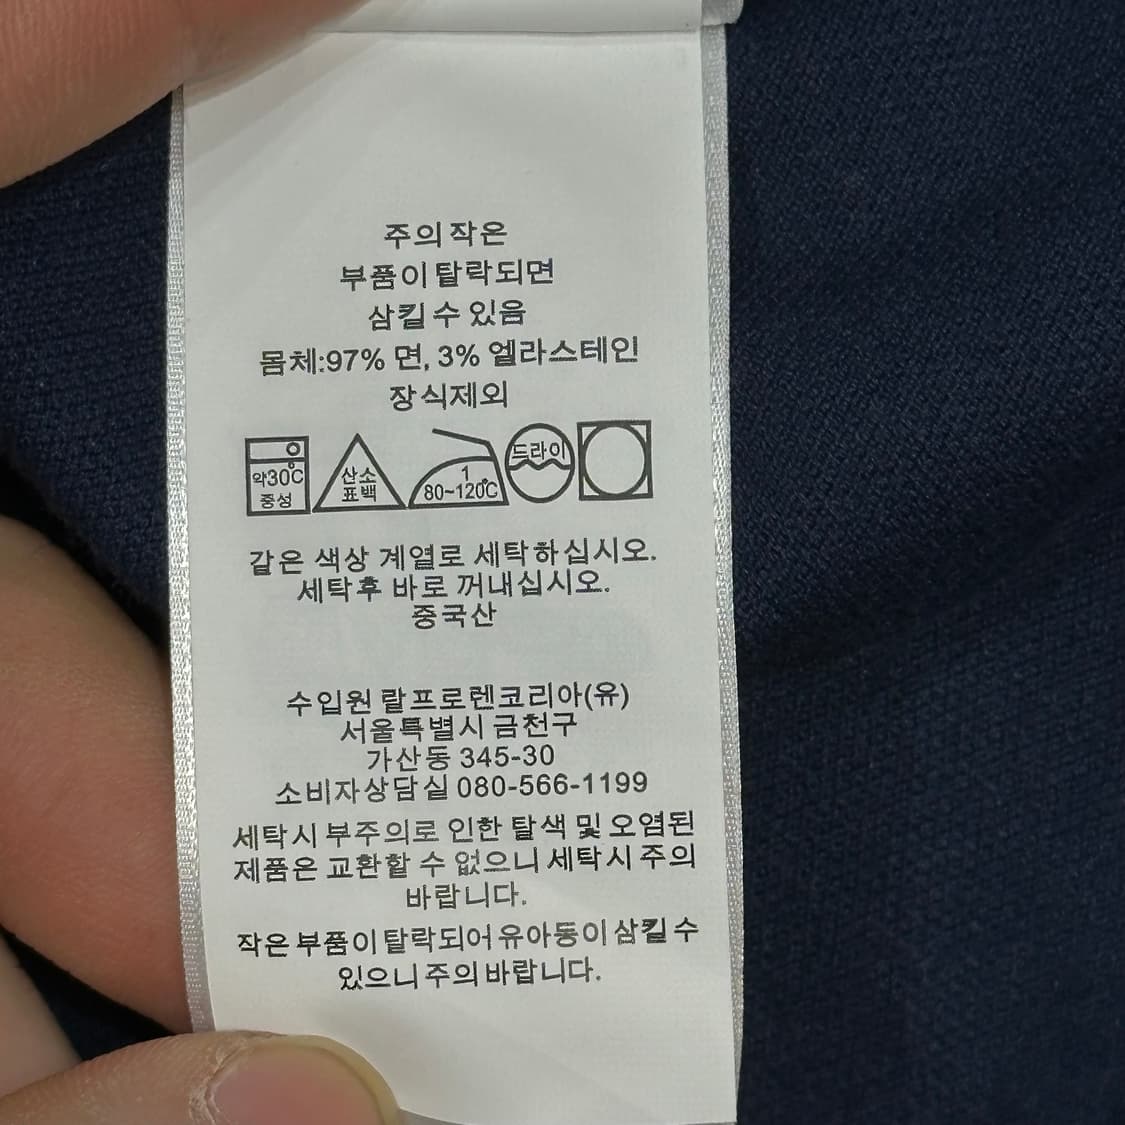 주의작은
부품이탈락되면
삼킬수있음
몸체:97% 면, 3% 엘라스테인
장식제외
약30℃
중성
산소
표백
1
80~120℃
드라이
같은 색상 계열로 세탁하십시오.
세탁후 바로 꺼내십시오.
중국산
수입원 랄프로렌코리아(유)
서울특별시 금천구
가산동 345-30
소비자상담실 080-566-1199
세탁시 부주의로 인한 탈색 및 오염된
제품은 교환할 수 없으니 세탁시 주의
바랍니다.
작은 부품이탈락되어 유아동이 삼킬 수
있으니 주의 바랍니다.